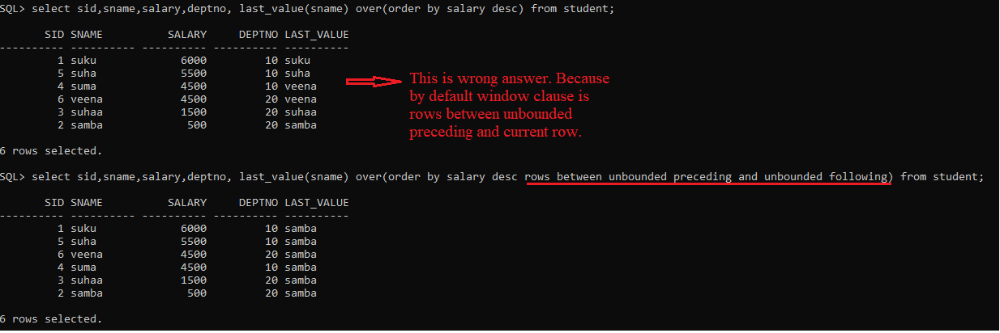 SQL> select sid,sname,salary,deptno, last_value(sname) over(order by salary desc) from student;
SID SNAME SALARY DEPTNO LAST_VALUE
---------- ---------- ---------- ---------- ----------
1 suku 6000 10 suku
5 suha 5500 10 suha
4 suma 4500 10 veena
6 veena 4500 20 veena
3 suhaa 1500 20 suhaa
2 samba 500 20 samba
This is wrong answer. Because
by default window clause is
rows between unbounded
preceding and current row.
6 rows selected.
SQL> select sid,sname,salary,deptno, last_value(sname) over(order by salary desc rows between unbounded preceding and unbounded following) from student;
SID SNAME SALARY DEPTNO LAST_VALUE
---------- ---------- ---------- ---------- ----------
1 suku 6000 10 samba
5 suha 5500 10 samba
6 veena 4500 20 samba
4 suma 4500 10 samba
3 suhaa 1500 20 samba
2 samba 500 20 samba
6 rows selected.